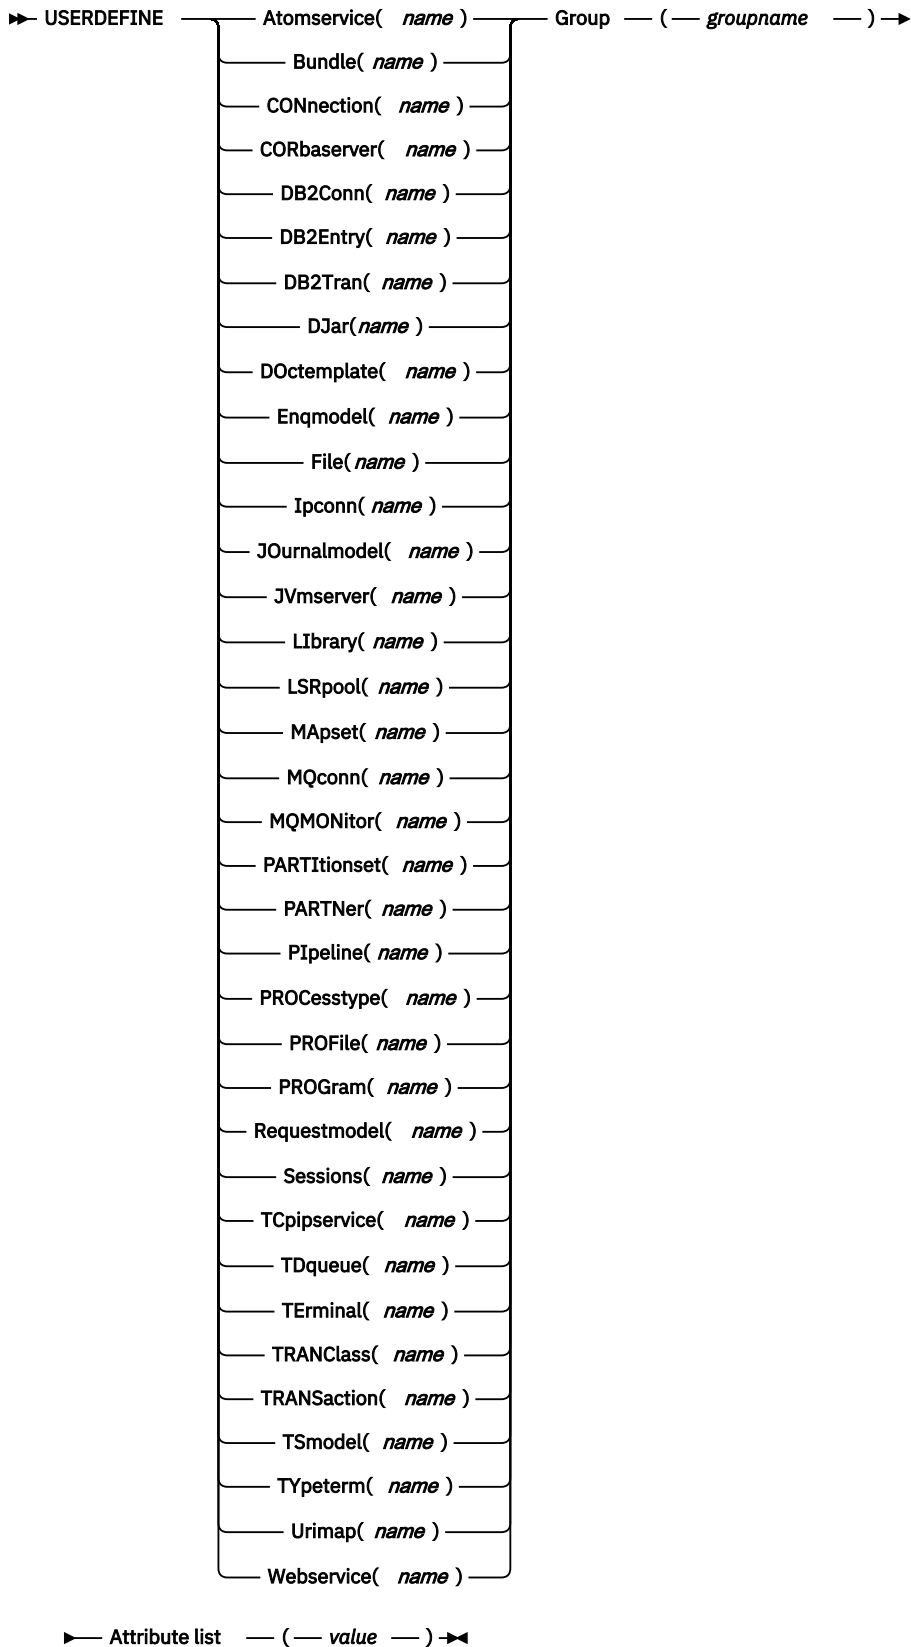 USERDEFINE Atomservice( name ) Group ( groupname )
Bundle( name )
CONnection( name )
CORbaserver( name )
DB2Conn( name )
DB2Entry( name )
DB2Tran( name )
DJar(name )
DOctemplate( name )
Enqmodel( name )
File(name )
Ipconn( name )
JOurnalmodel( name )
JVmserver( name )
LIbrary( name )
LSRpool( name )
MApset( name )
MQconn( name )
MQMONitor( name )
PARTItionset( name )
PARTNer( name )
PIpeline( name )
PROCesstype( name )
PROFile( name )
PROGram( name )
Requestmodel( name )
Sessions( name )
TCpipservice( name )
TDqueue( name )
TErminal( name )
TRANClass( name )
TRANSaction( name )
TSmodel( name )
TYpeterm( name )
Urimap( name )
Webservice( name )
Attribute list ( value )